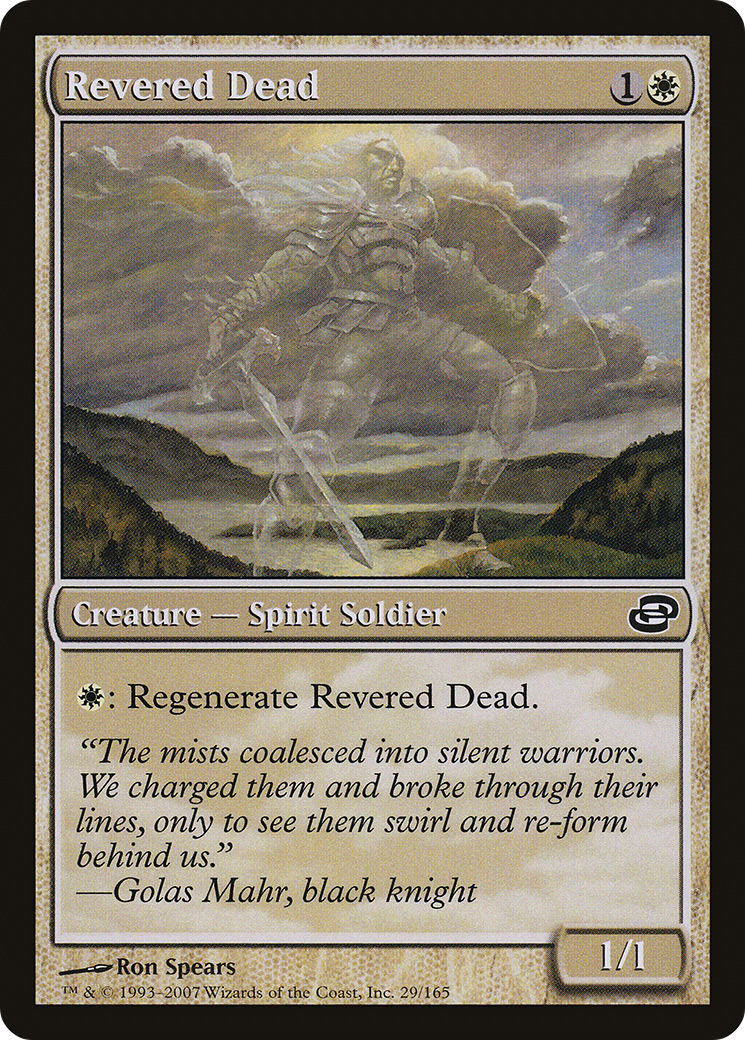 Revered Dead 1
Creature — Spirit Soldier
: Regenerate Revered Dead.
“The mists coalesced into silent warriors.
We charged them and broke through their
lines, only to see them swirl and re-form
behind us.”
—Golas Mahr, black knight
1/1
Ron Spears
™ & © 1993–2007 Wizards of the Coast, Inc. 29/165